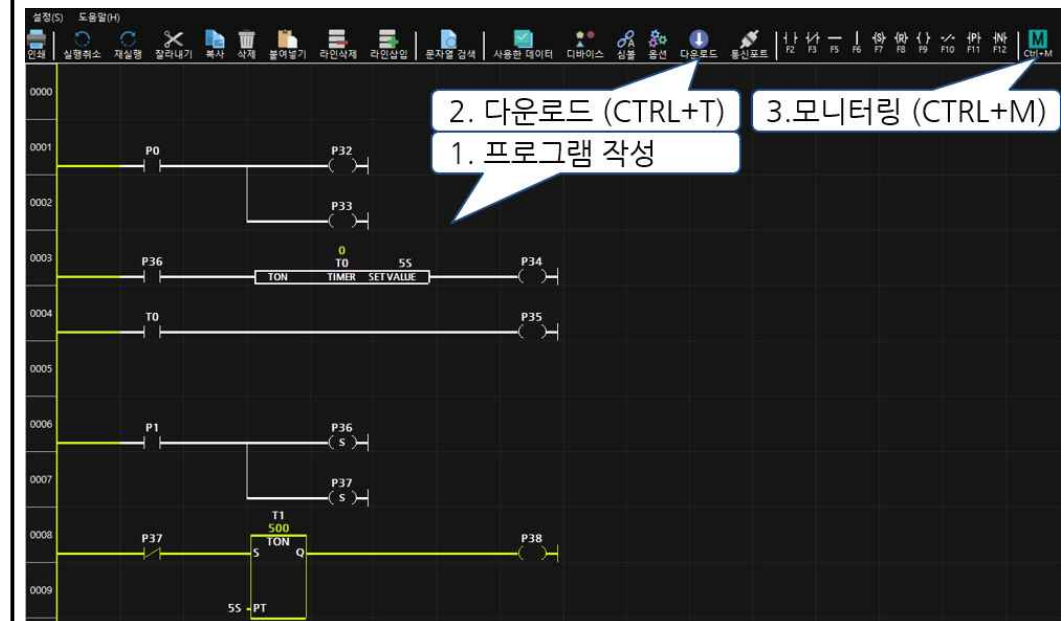 설정(S) 도움말(H)
인쇄 실행취소 재실행 잘라내기 복사 삭제 붙여넣기 라인삭제 라인삽입 문자열 검색 사용한 데이터 디바이스 심볼 옵션 다운로드 통신포트 F2 F3 F5 F6 F7 F8 F9 F10 F11 F12 Ctrl+M
0000
2. 다운로드 (CTRL+T) 3.모니터링 (CTRL+M)
1. 프로그램 작성
0001 P0 P32
0002 P33
0
0003 P36 T0 5S P34
TON TIMER SET VALUE
0004 T0 P35
0005
0006 P1 P36
S
0007 P37
S
T1
500
0008 P37 TON P38
S Q
0009
5S PT